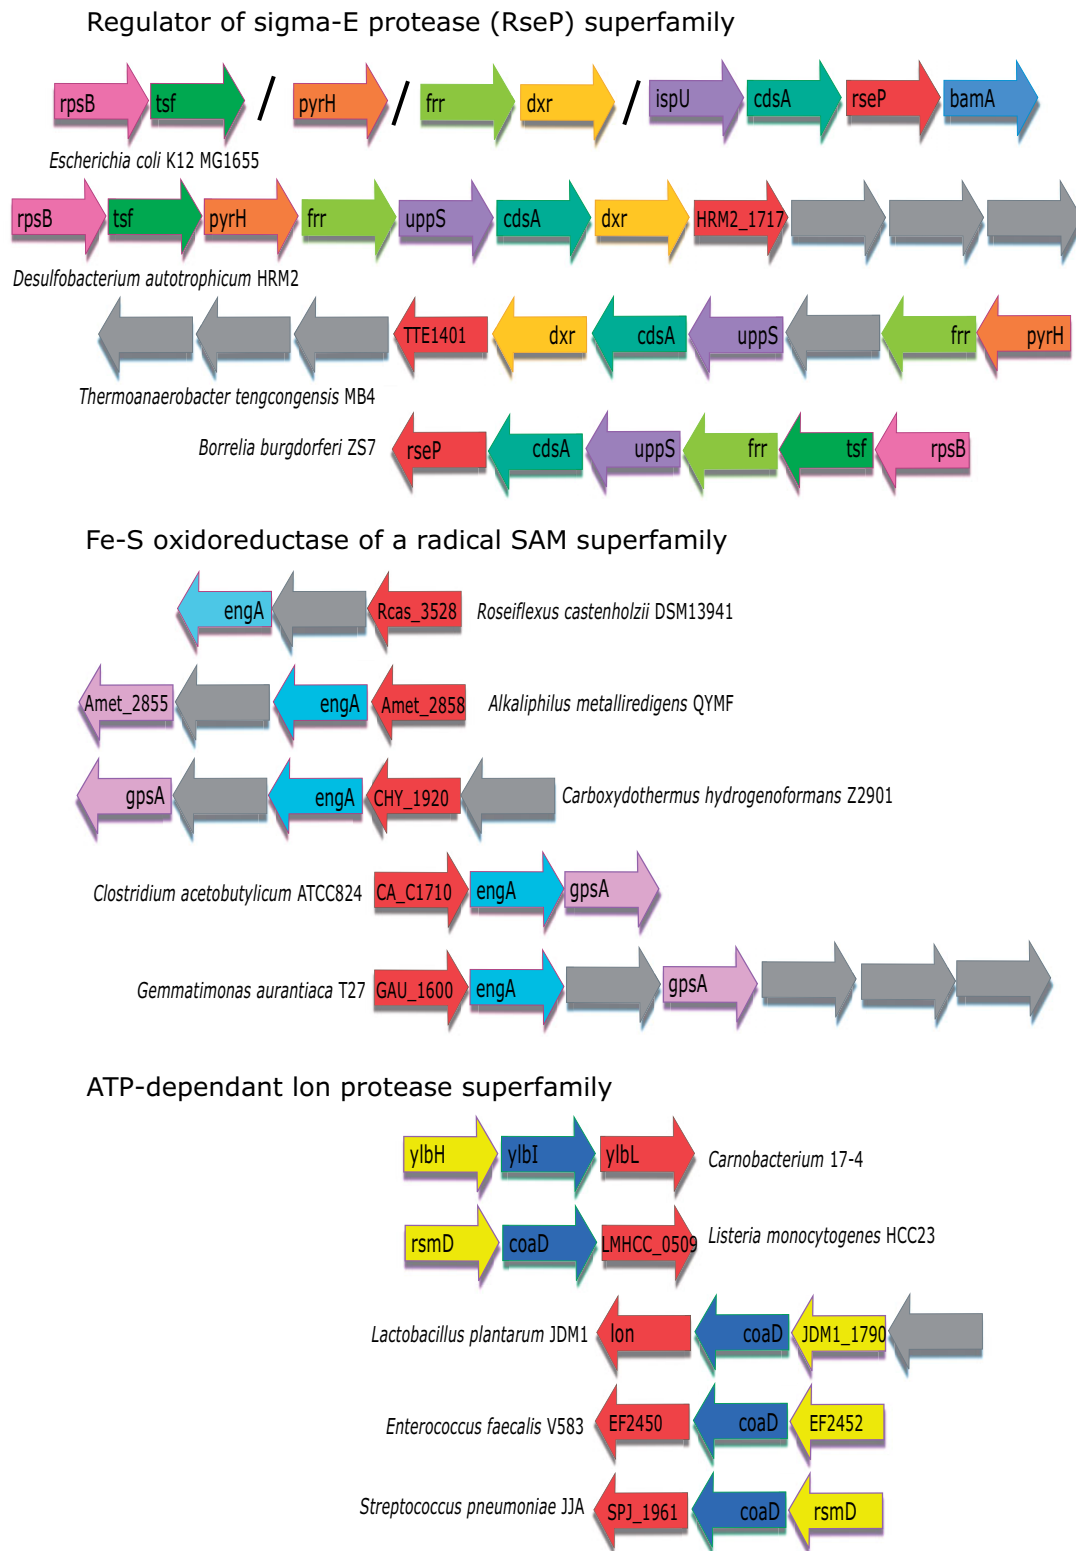 Regulator of sigma-E protease (RseP) superfamily
rpsB tsf / pyrH / frr dxr / ispU cdsA rseP bamA
Escherichia coli K12 MG1655
rpsB tsf pyrH frr uppS cdsA dxr HRM2_1717
Desulfobacterium autotrophicum HRM2
TTE1401 dxr cdsA uppS frr pyrH
Thermoanaerobacter tengcongensis MB4
Borrelia burgdorferi ZS7 rseP cdsA uppS frr tsf rpsB
Fe-S oxidoreductase of a radical SAM superfamily
engA Rcas_3528 Roseiflexus castenholzii DSM13941
Amet_2855 engA Amet_2858 Alkaliphilus metalliredigens QYMF
gpsA engA CHY_1920 Carboxydothermus hydrogenoformans Z2901
Clostridium acetobutylicum ATCC824 CA_C1710 engA gpsA
Gemmatimonas aurantiaca T27 GAU_1600 engA gpsA
ATP-dependant lon protease superfamily
ylbH ylbI ylbL Carnobacterium 17-4
rsmD coaD LMHCC_0509 Listeria monocytogenes HCC23
Lactobacillus plantarum JDM1 lon coaD JDM1_1790
Enterococcus faecalis V583 EF2450 coaD EF2452
Streptococcus pneumoniae JJA SPJ_1961 coaD rsmD